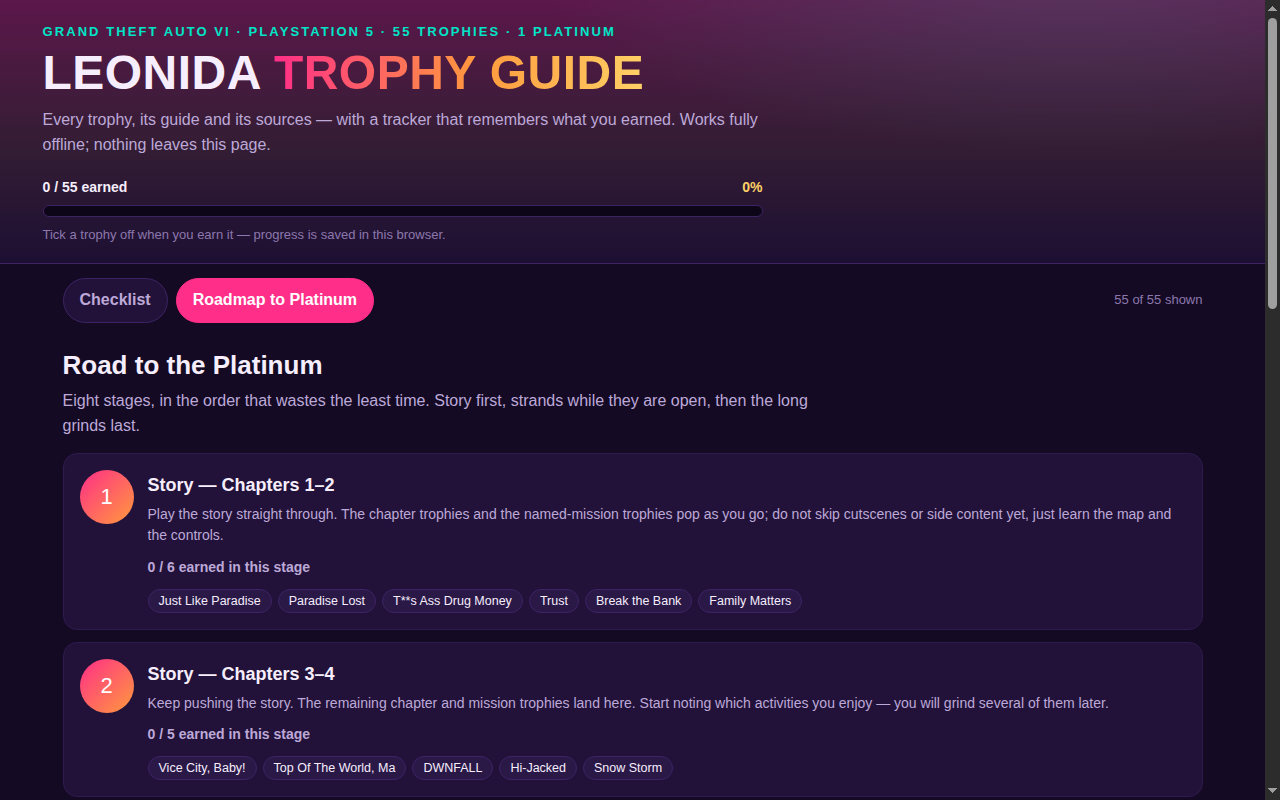 GRAND THEFT AUTO VI · PLAYSTATION 5 · 55 TROPHIES · 1 PLATINUM
LEONIDA TROPHY GUIDE
Every trophy, its guide and its sources — with a tracker that remembers what you earned. Works fully
offline; nothing leaves this page.
0 / 55 earned 0%
Tick a trophy off when you earn it — progress is saved in this browser.
Checklist Roadmap to Platinum 55 of 55 shown
Road to the Platinum
Eight stages, in the order that wastes the least time. Story first, strands while they are open, then the long
grinds last.
1 Story — Chapters 1–2
Play the story straight through. The chapter trophies and the named-mission trophies pop as you go; do not skip cutscenes or side content yet, just learn the map and
the controls.
0 / 6 earned in this stage
Just Like Paradise Paradise Lost T**s Ass Drug Money Trust Break the Bank Family Matters
2 Story — Chapters 3–4
Keep pushing the story. The remaining chapter and mission trophies land here. Start noting which activities you enjoy — you will grind several of them later.
0 / 5 earned in this stage
Vice City, Baby! Top Of The World, Ma DWNFALL Hi-Jacked Snow Storm